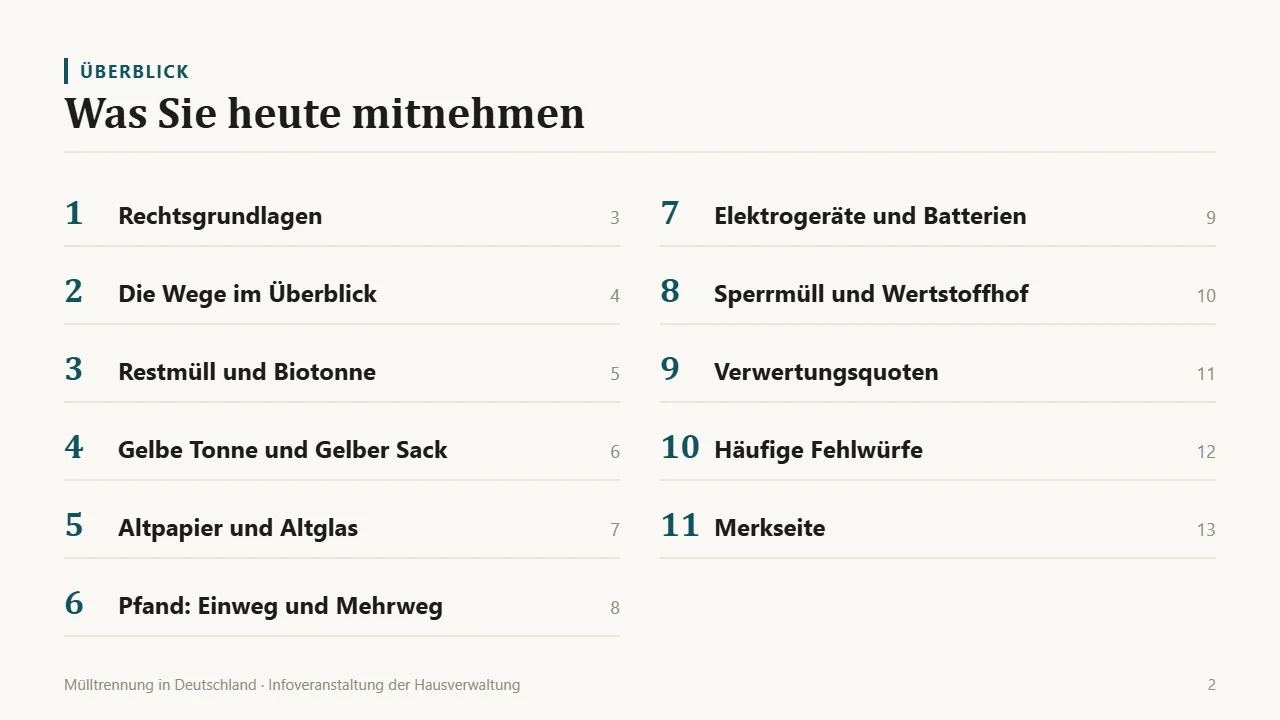 ÜBERBLICK
Was Sie heute mitnehmen
1 Rechtsgrundlagen 3
2 Die Wege im Überblick 4
3 Restmüll und Biotonne 5
4 Gelbe Tonne und Gelber Sack 6
5 Altpapier und Altglas 7
6 Pfand: Einweg und Mehrweg 8
7 Elektrogeräte und Batterien 9
8 Sperrmüll und Wertstoffhof 10
9 Verwertungsquoten 11
10 Häufige Fehlwürfe 12
11 Merkseite 13
Mülltrennung in Deutschland · Infoveranstaltung der Hausverwaltung 2